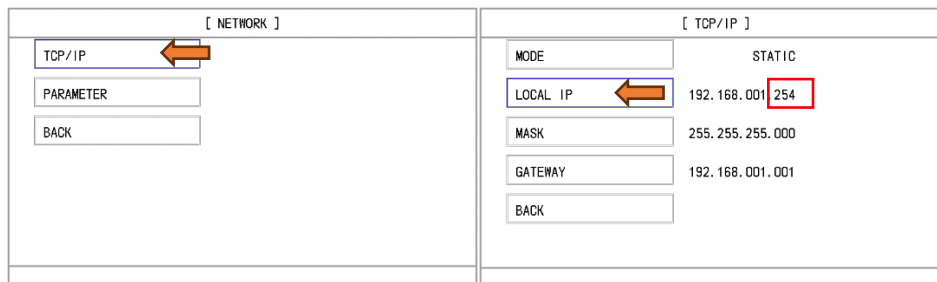 [ NETWORK ]
TCP/IP
PARAMETER
BACK
[ TCP/IP ]
MODE STATIC
LOCAL IP 192.168.001.254
MASK 255.255.255.000
GATEWAY 192.168.001.001
BACK